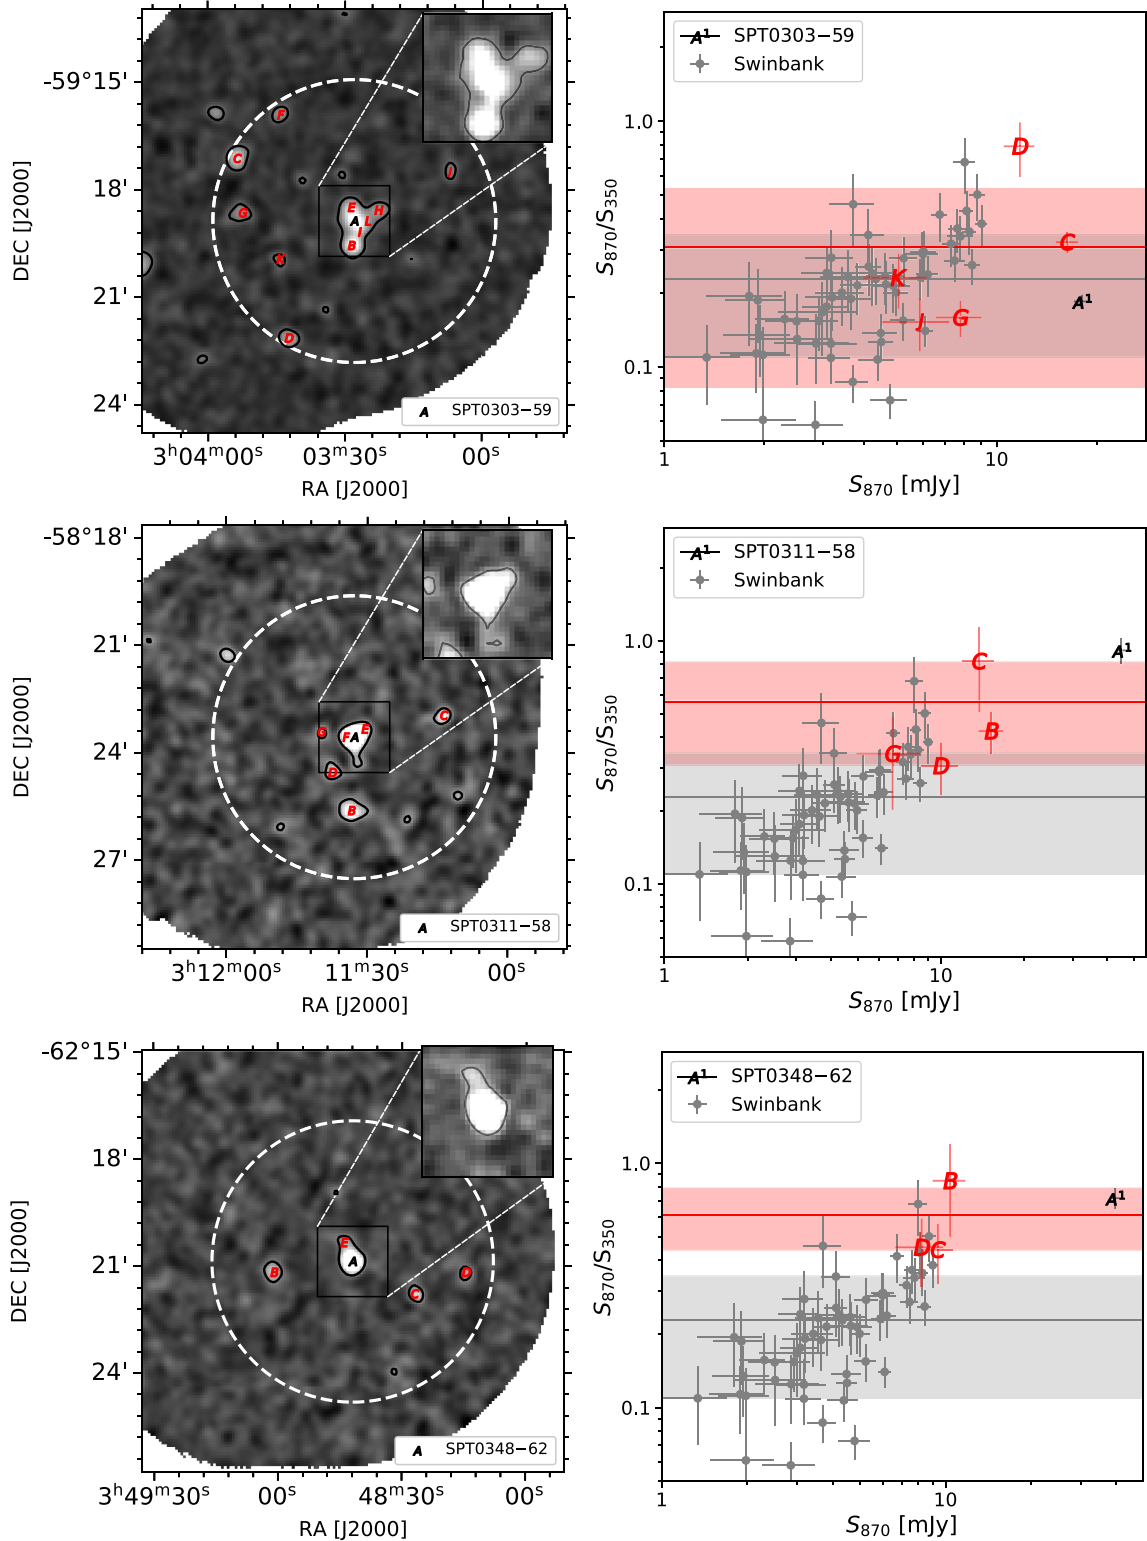 -59°15'
18'
21'
24'
DEC [J2000]
F
C
G
K
D
J
E
H
A
L
I
B
A SPT0303−59
3h04m00s 03m30s 00s
RA [J2000]
A¹ SPT0303−59
Swinbank
1.0
0.1
S870/S350
D
C
A¹
K
J
G
1 10
S870 [mJy]
-58°18'
21'
24'
27'
DEC [J2000]
C
G
F
A
E
D
B
A SPT0311−58
3h12m00s 11m30s 00s
RA [J2000]
A¹ SPT0311−58
Swinbank
1.0
0.1
S870/S350
A¹
C
B
G
D
1 10
S870 [mJy]
-62°15'
18'
21'
24'
DEC [J2000]
E
A
B
D
C
A SPT0348−62
3h49m30s 00s 48m30s 00s
RA [J2000]
A¹ SPT0348−62
Swinbank
1.0
0.1
S870/S350
B
A¹
D
C
1 10
S870 [mJy]